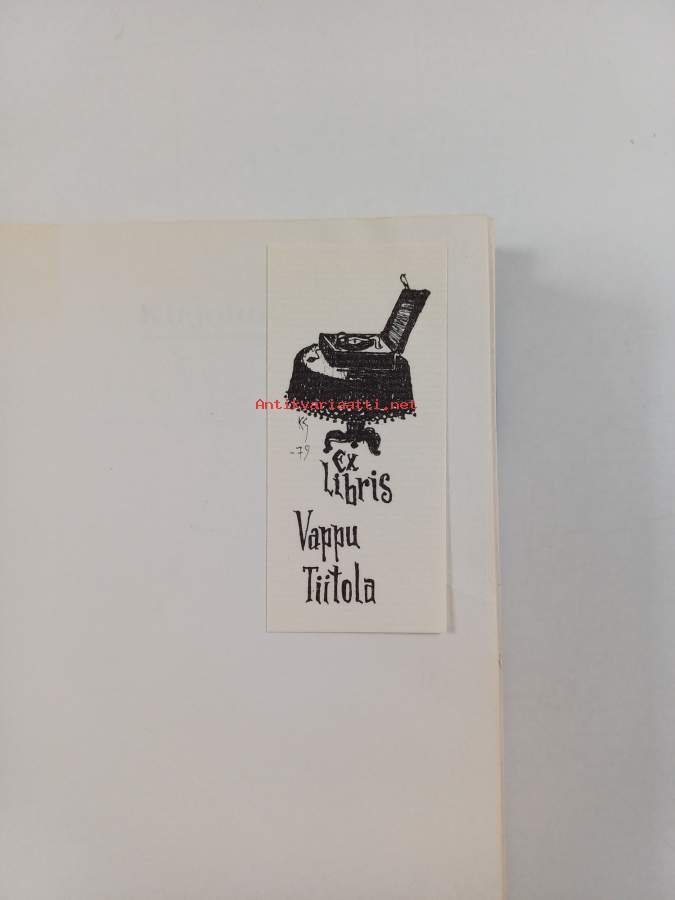 Antikvariaatti.net
KS
-79
Ex
Libris
Vappu
Tiitola